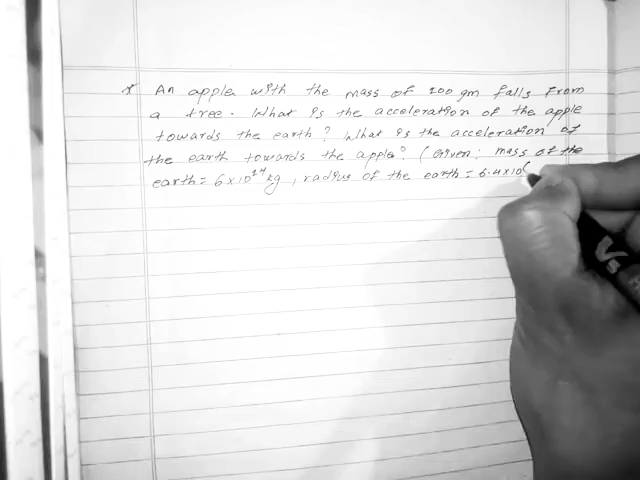 * An apple with the mass of 100 gm falls from
a tree. What is the acceleration of the apple
towards the earth? What is the acceleration of
the earth towards the apple? (Given: mass of the
earth = 6×10²⁴ kg, radius of the earth = 6.4×10⁶